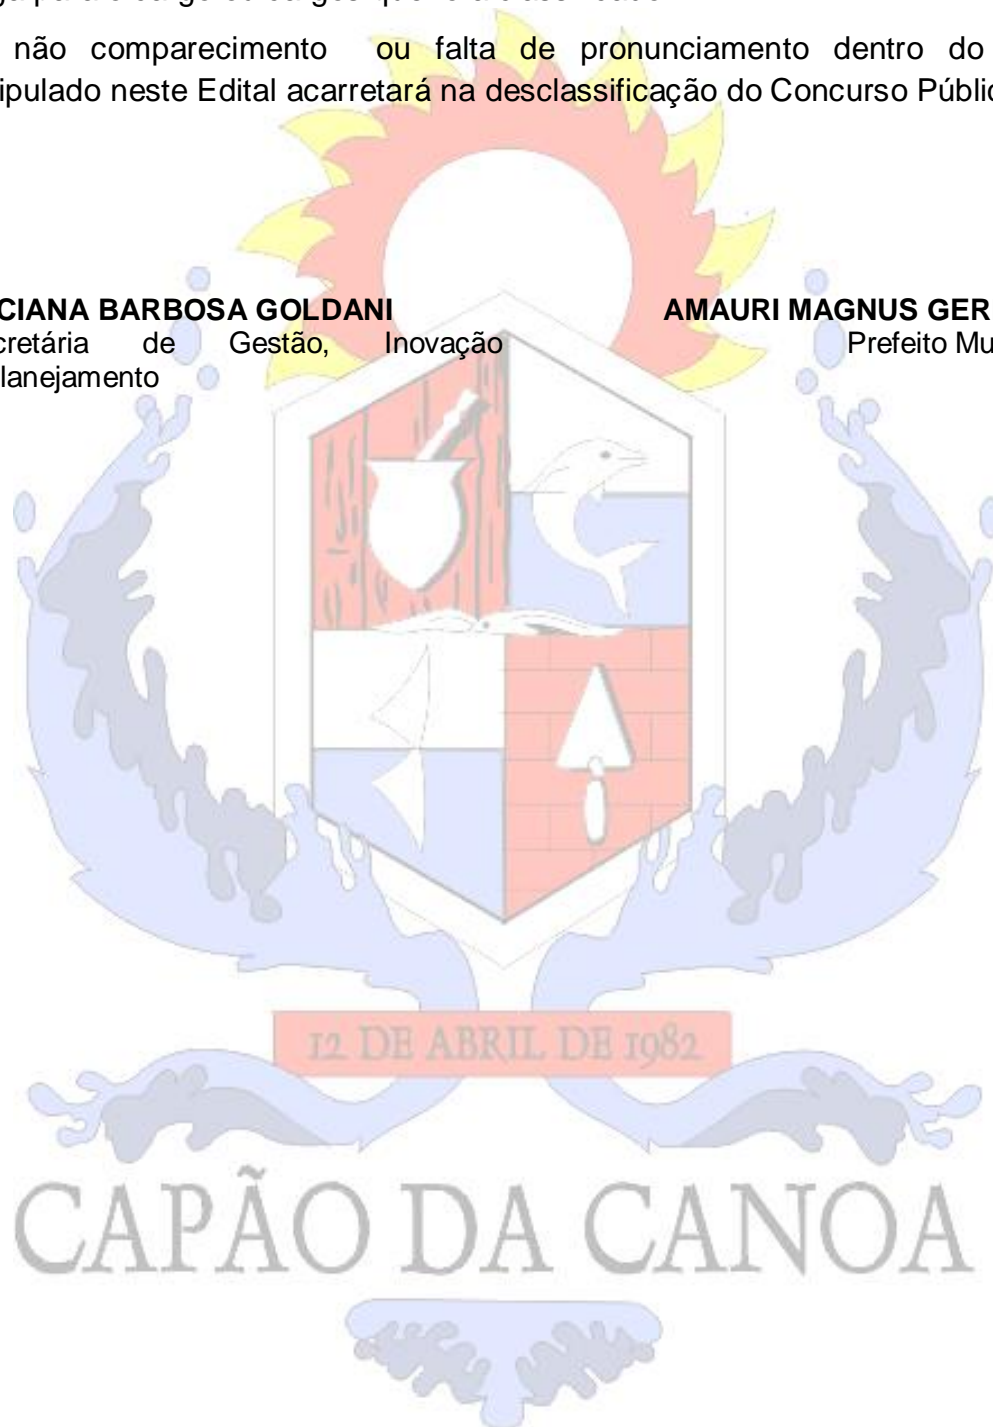 não comparecimento ou falta de pronunciamento dentro do
ipulado neste Edital acarretará na desclassificação do Concurso Públic
CIANA BARBOSA GOLDANI AMAURI MAGNUS GER
cretária de Gestão, Inovação Prefeito Mu
lanejamento
12 DE ABRIL DE 1982
CAPÃO DA CANOA